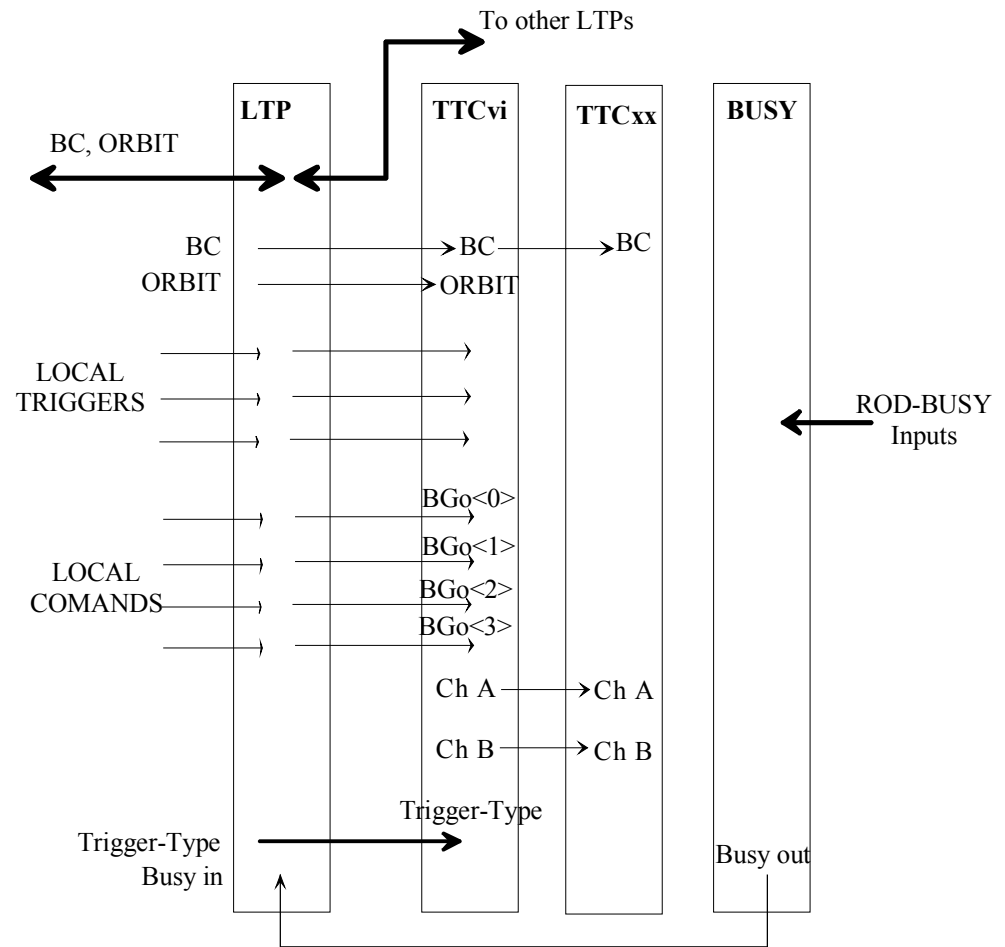 To other LTPs
LTP
TTCvi
TTCxx
BUSY
BC, ORBIT
BC
BC
BC
ORBIT
ORBIT
LOCAL
TRIGGERS
ROD-BUSY
Inputs
BGo<0>
BGo<1>
LOCAL
COMANDS
BGo<2>
BGo<3>
Ch A
Ch A
Ch B
Ch B
Trigger-Type
Trigger-Type
Busy in
Busy out